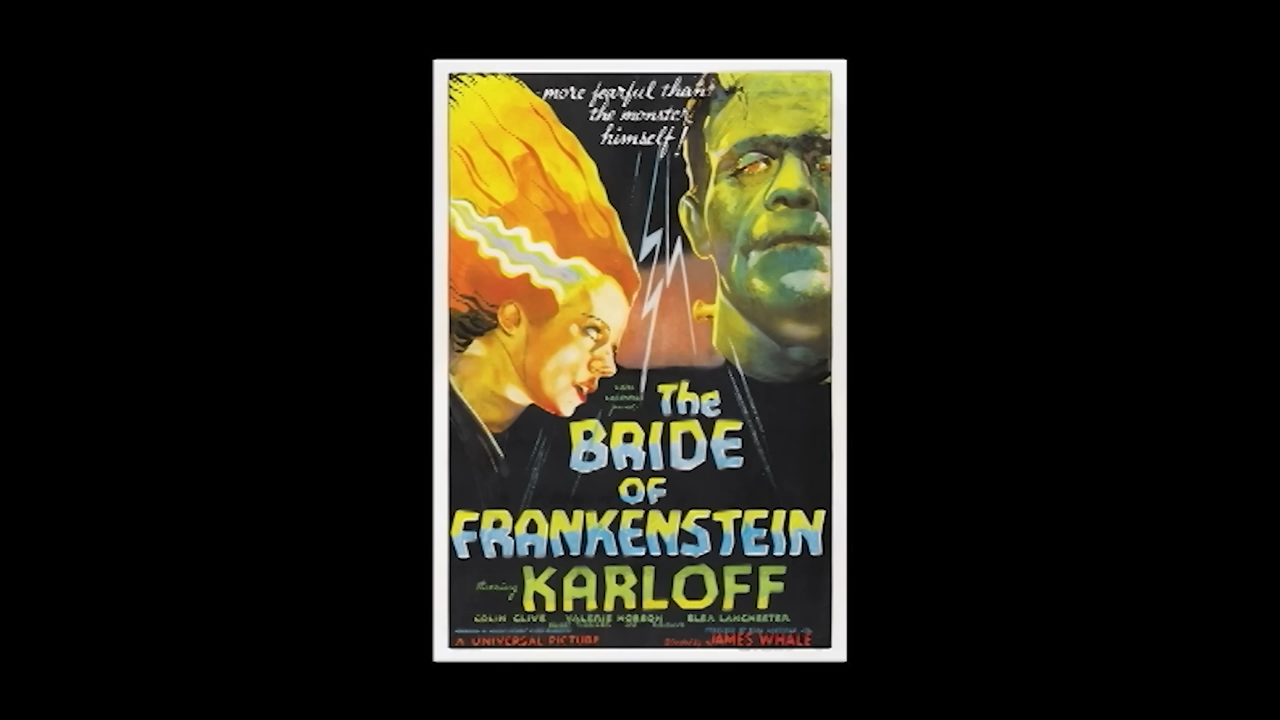 more fearful than
the monster
himself!
The
BRIDE
OF
FRANKENSTEIN
starring KARLOFF
COLIN CLIVE VALERIE HOBSON ELSA LANCHESTER
A UNIVERSAL PICTURE JAMES WHALE